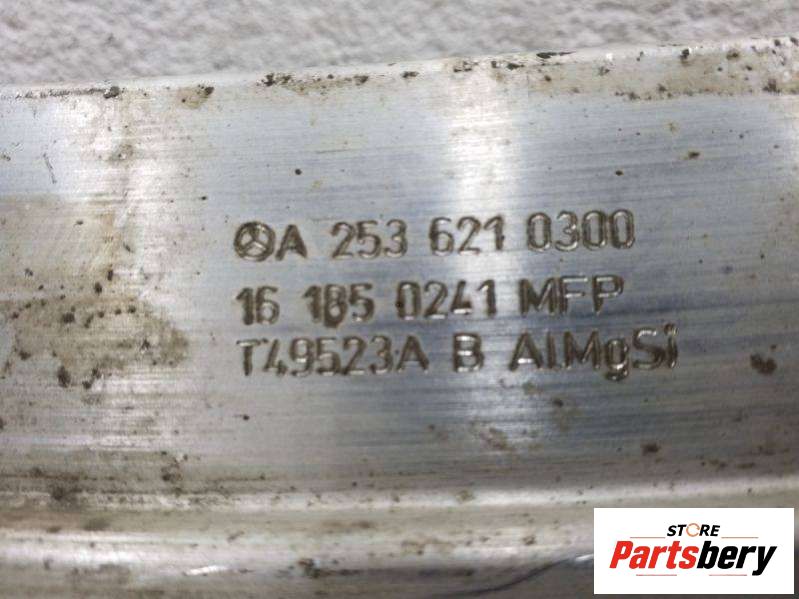 A 253 621 0300
16 185 0241 MFP
T49523A B AlMgSi
STORE
Partsbery